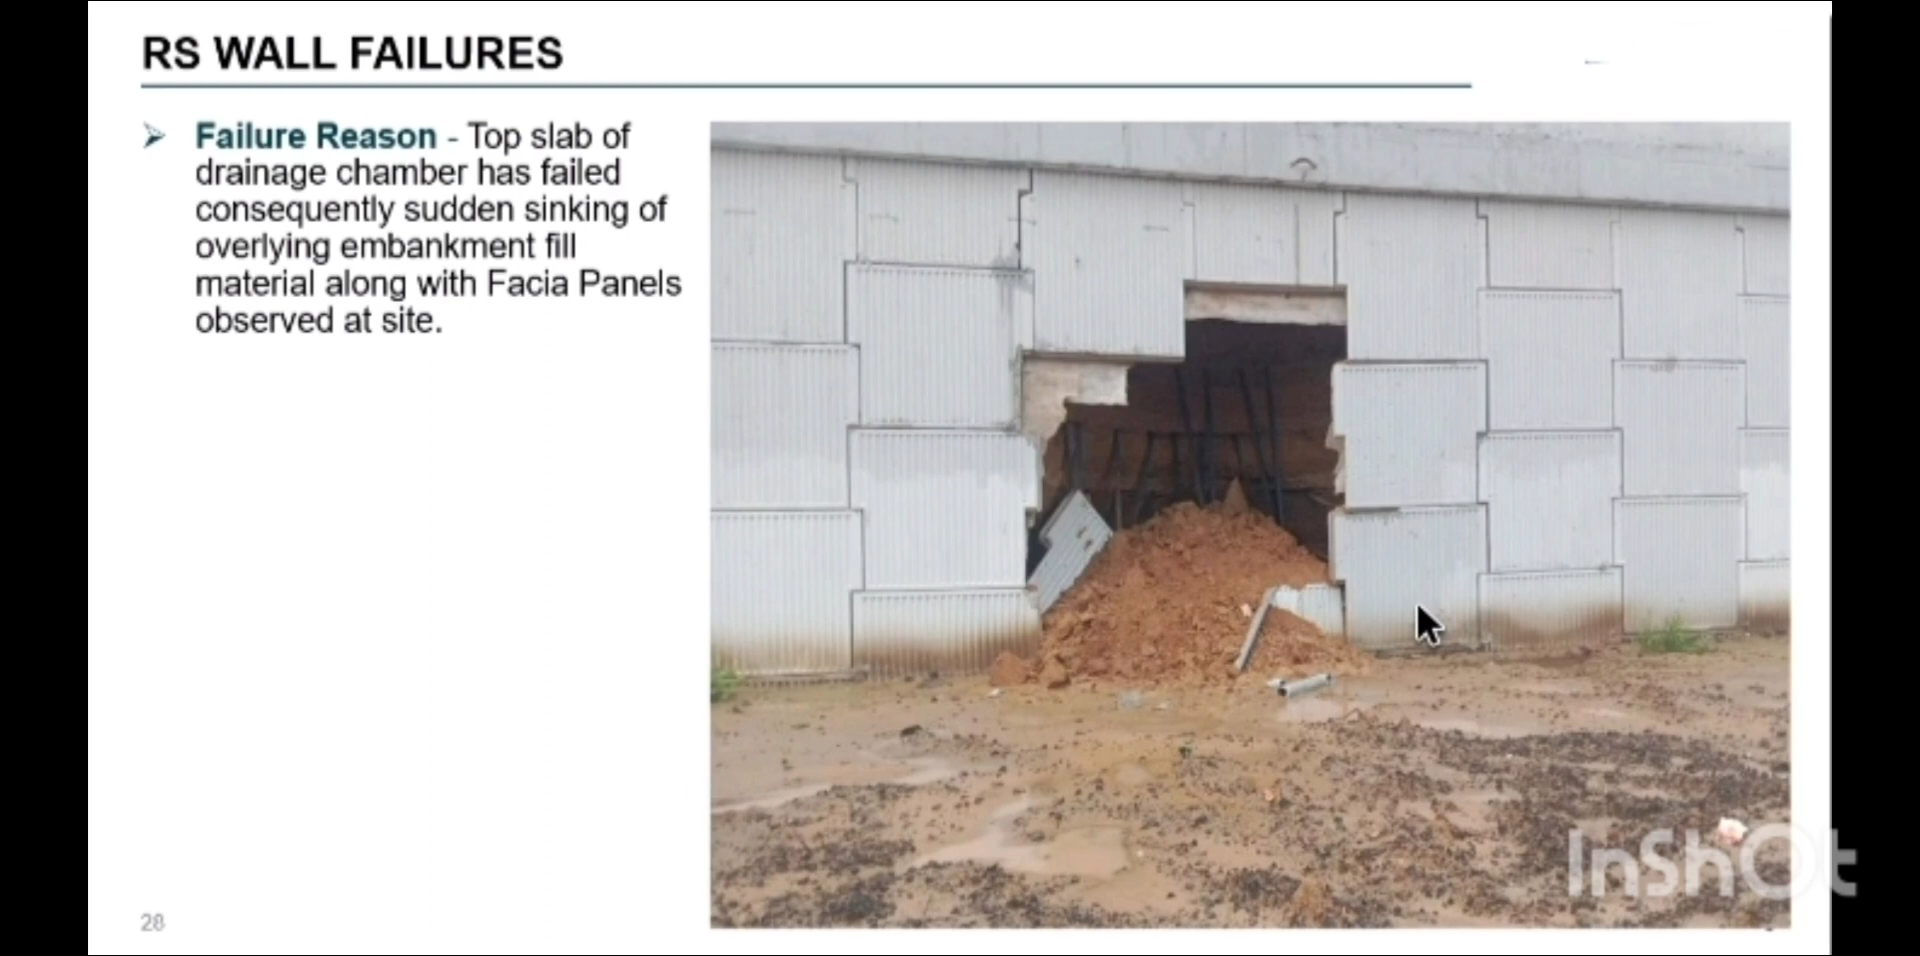 RS WALL FAILURES
➢ Failure Reason - Top slab of
drainage chamber has failed
consequently sudden sinking of
overlying embankment fill
material along with Facia Panels
observed at site.
28
InShOt